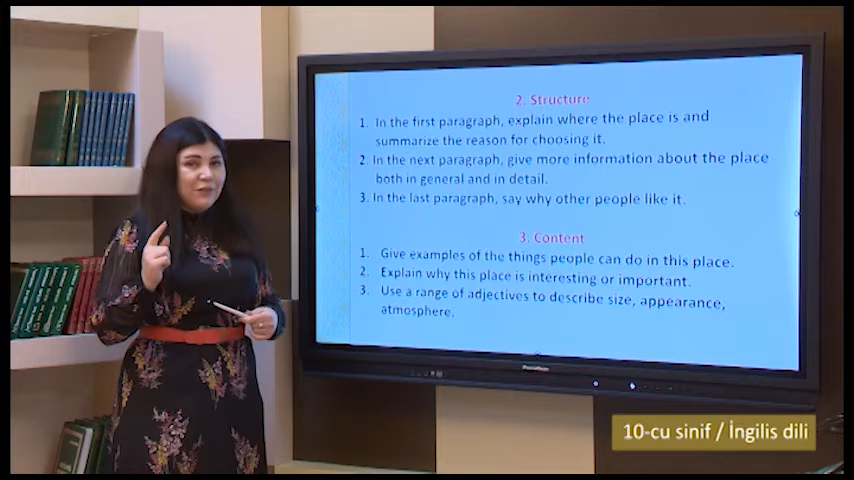 2. Structure
1. In the first paragraph, explain where the place is and
summarize the reason for choosing it.
2. In the next paragraph, give more information about the place
both in general and in detail.
3. In the last paragraph, say why other people like it.
3. Content
1. Give examples of the things people can do in this place.
2. Explain why this place is interesting or important.
3. Use a range of adjectives to describe size, appearance,
atmosphere.
10-cu sinif / İngilis dili